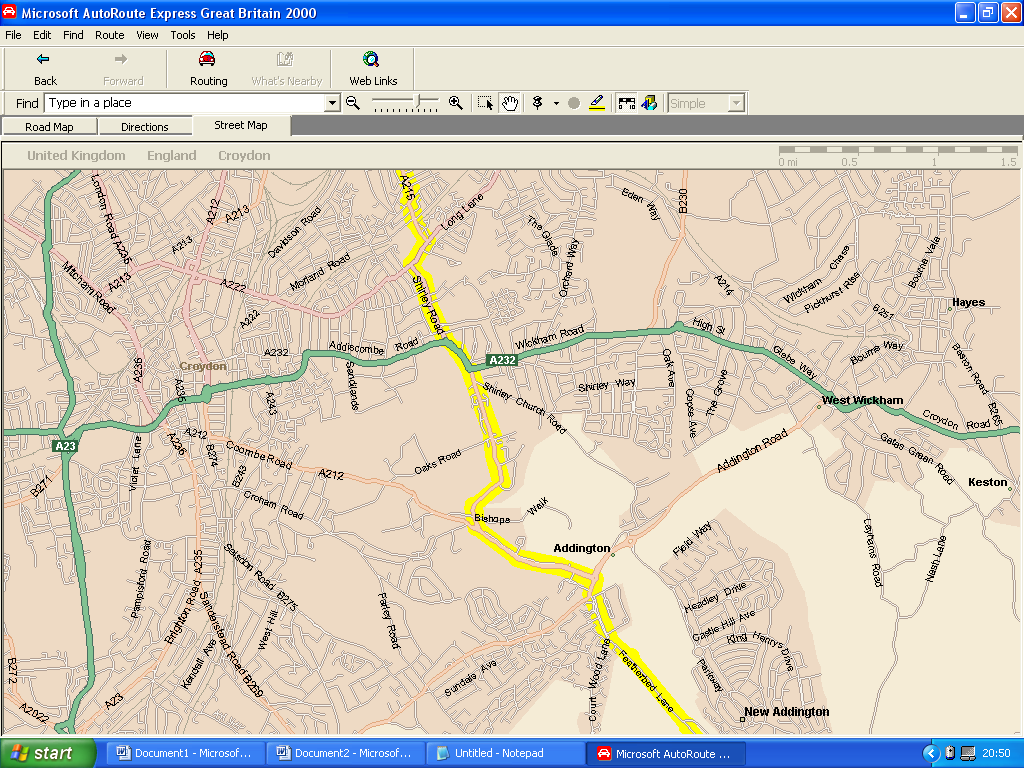 Microsoft AutoRoute Express Great Britain 2000
File Edit Find Route View Tools Help
Back Forward Routing What's Nearby Web Links
Find Type in a place Simple
Road Map Directions Street Map
United Kingdom England Croydon
0 mi 0.5 1 1.5
London Road A235
A212
A213
A215
Long Lane
Eden Way
B230
Davidson Road
A213
The Glade
Orchard Way
Bourne Vale
Mitcham Road
A213
Morland Road
A222
Shirley Road
A214
Wickham Chase
Pickhurst Rise
Hayes
A222
B251
High St
Wickham Road
Addiscombe Road
A232
A232
Bourne Way
Gates Green Road
Glebe Way
Baston Road
B265
Croydon
A236
A235
Sandilands
Oak Ave
Shirley Way
The Grove
Copse Ave
Shirley Church Road
West Wickham
A243
Croydon Road
A23
A212
A236
B274
Coombe Road
A212
Addington Road
Violet Lane
B243
Oaks Road
B271
Croham Road
Walk
Keston
Bishops
Layhams Road
Nash Lane
Addington
Field Way
Pampisford Road
A235
Selsdon Road B275
Headley Drive
Farley Road
Brighton Road
West Hill
Castle Hill Ave
King Henrys Drive
Sanderstead Road B269
Kendall Ave
Court Wood Lane
Featherbed Lane
Parkway
B272
Sundale Ave
A2022
A23
New Addington
start Document1 - Microsof... Document2 - Microsof... Untitled - Notepad Microsoft AutoRoute ... 20:50